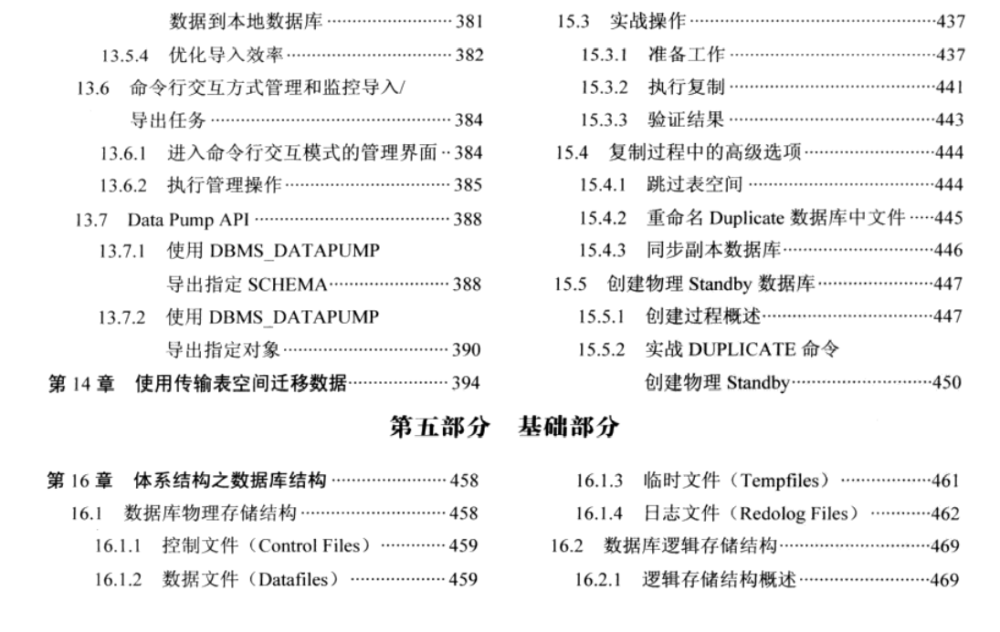 数据到本地数据库 381
13.5.4 优化导入效率 382
13.6 命令行交互方式管理和监控导入/
导出任务 384
13.6.1 进入命令行交互模式的管理界面 384
13.6.2 执行管理操作 385
13.7 Data Pump API 388
13.7.1 使用 DBMS_DATAPUMP
导出指定 SCHEMA 388
13.7.2 使用 DBMS_DATAPUMP
导出指定对象 390
第 14 章 使用传输表空间迁移数据 394
15.3 实战操作 437
15.3.1 准备工作 437
15.3.2 执行复制 441
15.3.3 验证结果 443
15.4 复制过程中的高级选项 444
15.4.1 跳过表空间 444
15.4.2 重命名 Duplicate 数据库中文件 445
15.4.3 同步副本数据库 446
15.5 创建物理 Standby 数据库 447
15.5.1 创建过程概述 447
15.5.2 实战 DUPLICATE 命令
创建物理 Standby 450
第五部分 基础部分
第 16 章 体系结构之数据库结构 458
16.1 数据库物理存储结构 458
16.1.1 控制文件（Control Files） 459
16.1.2 数据文件（Datafiles） 459
16.1.3 临时文件（Tempfiles） 461
16.1.4 日志文件（Redolog Files） 462
16.2 数据库逻辑存储结构 469
16.2.1 逻辑存储结构概述 469